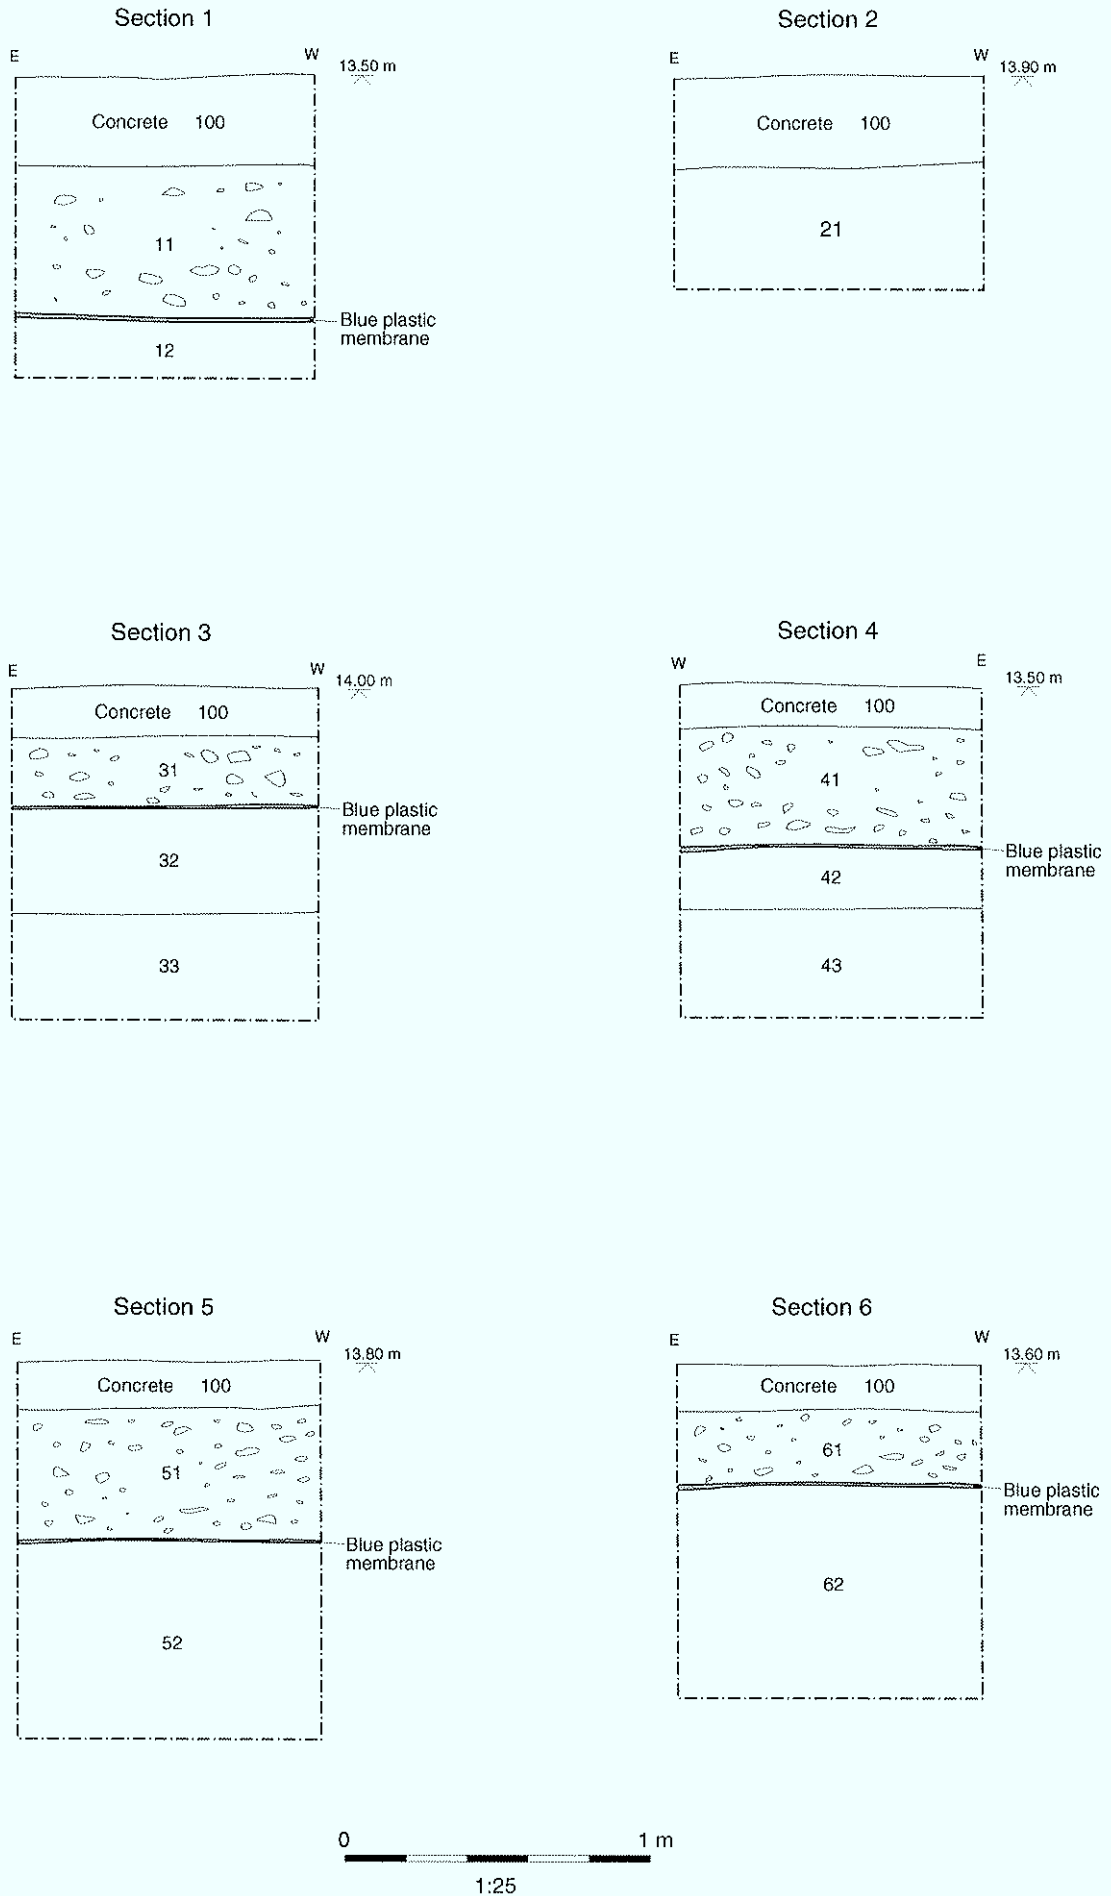 Section 1
E
W
13.50 m
Concrete 100
11
Blue plastic
membrane
12
Section 2
E
W
13.90 m
Concrete 100
21
Section 3
E
W
14.00 m
Concrete 100
31
Blue plastic
membrane
32
33
Section 4
W
E
13.50 m
Concrete 100
41
Blue plastic
membrane
42
43
Section 5
E
W
13.80 m
Concrete 100
51
Blue plastic
membrane
52
Section 6
E
W
13.60 m
Concrete 100
61
Blue plastic
membrane
62
0
1 m
1:25